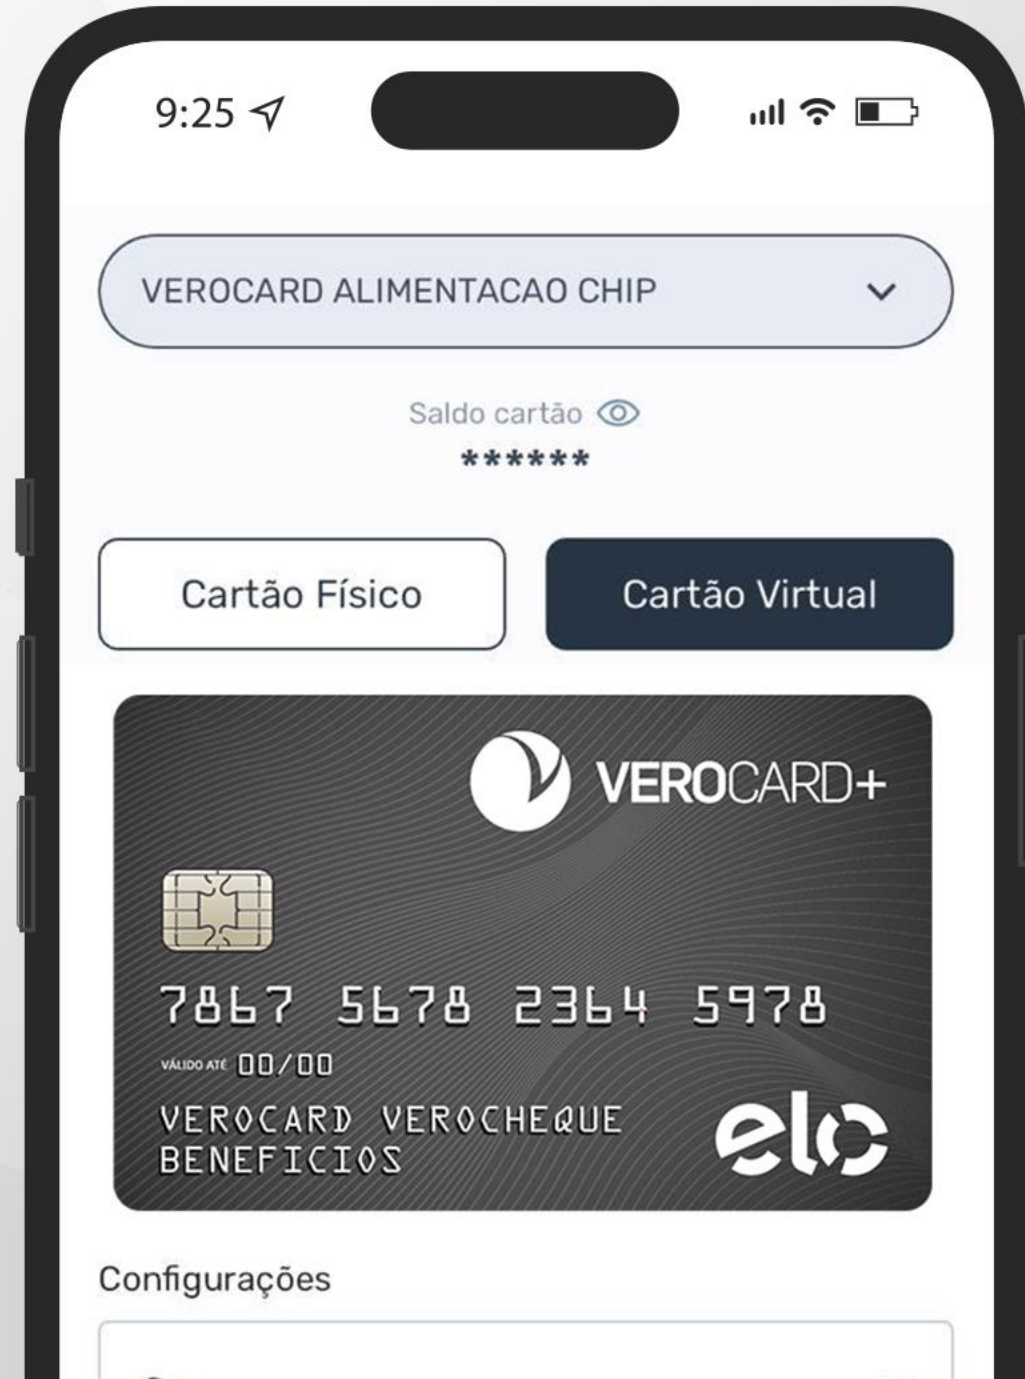 9:25
VEROCARD ALIMENTACAO CHIP
Saldo cartão
******
Cartão Físico
Cartão Virtual
VEROCARD+
7867 5678 2364 5978
VÁLIDO ATÉ 00/00
VEROCARD VEROCHEQUE
BENEFICIOS
elo
Configurações